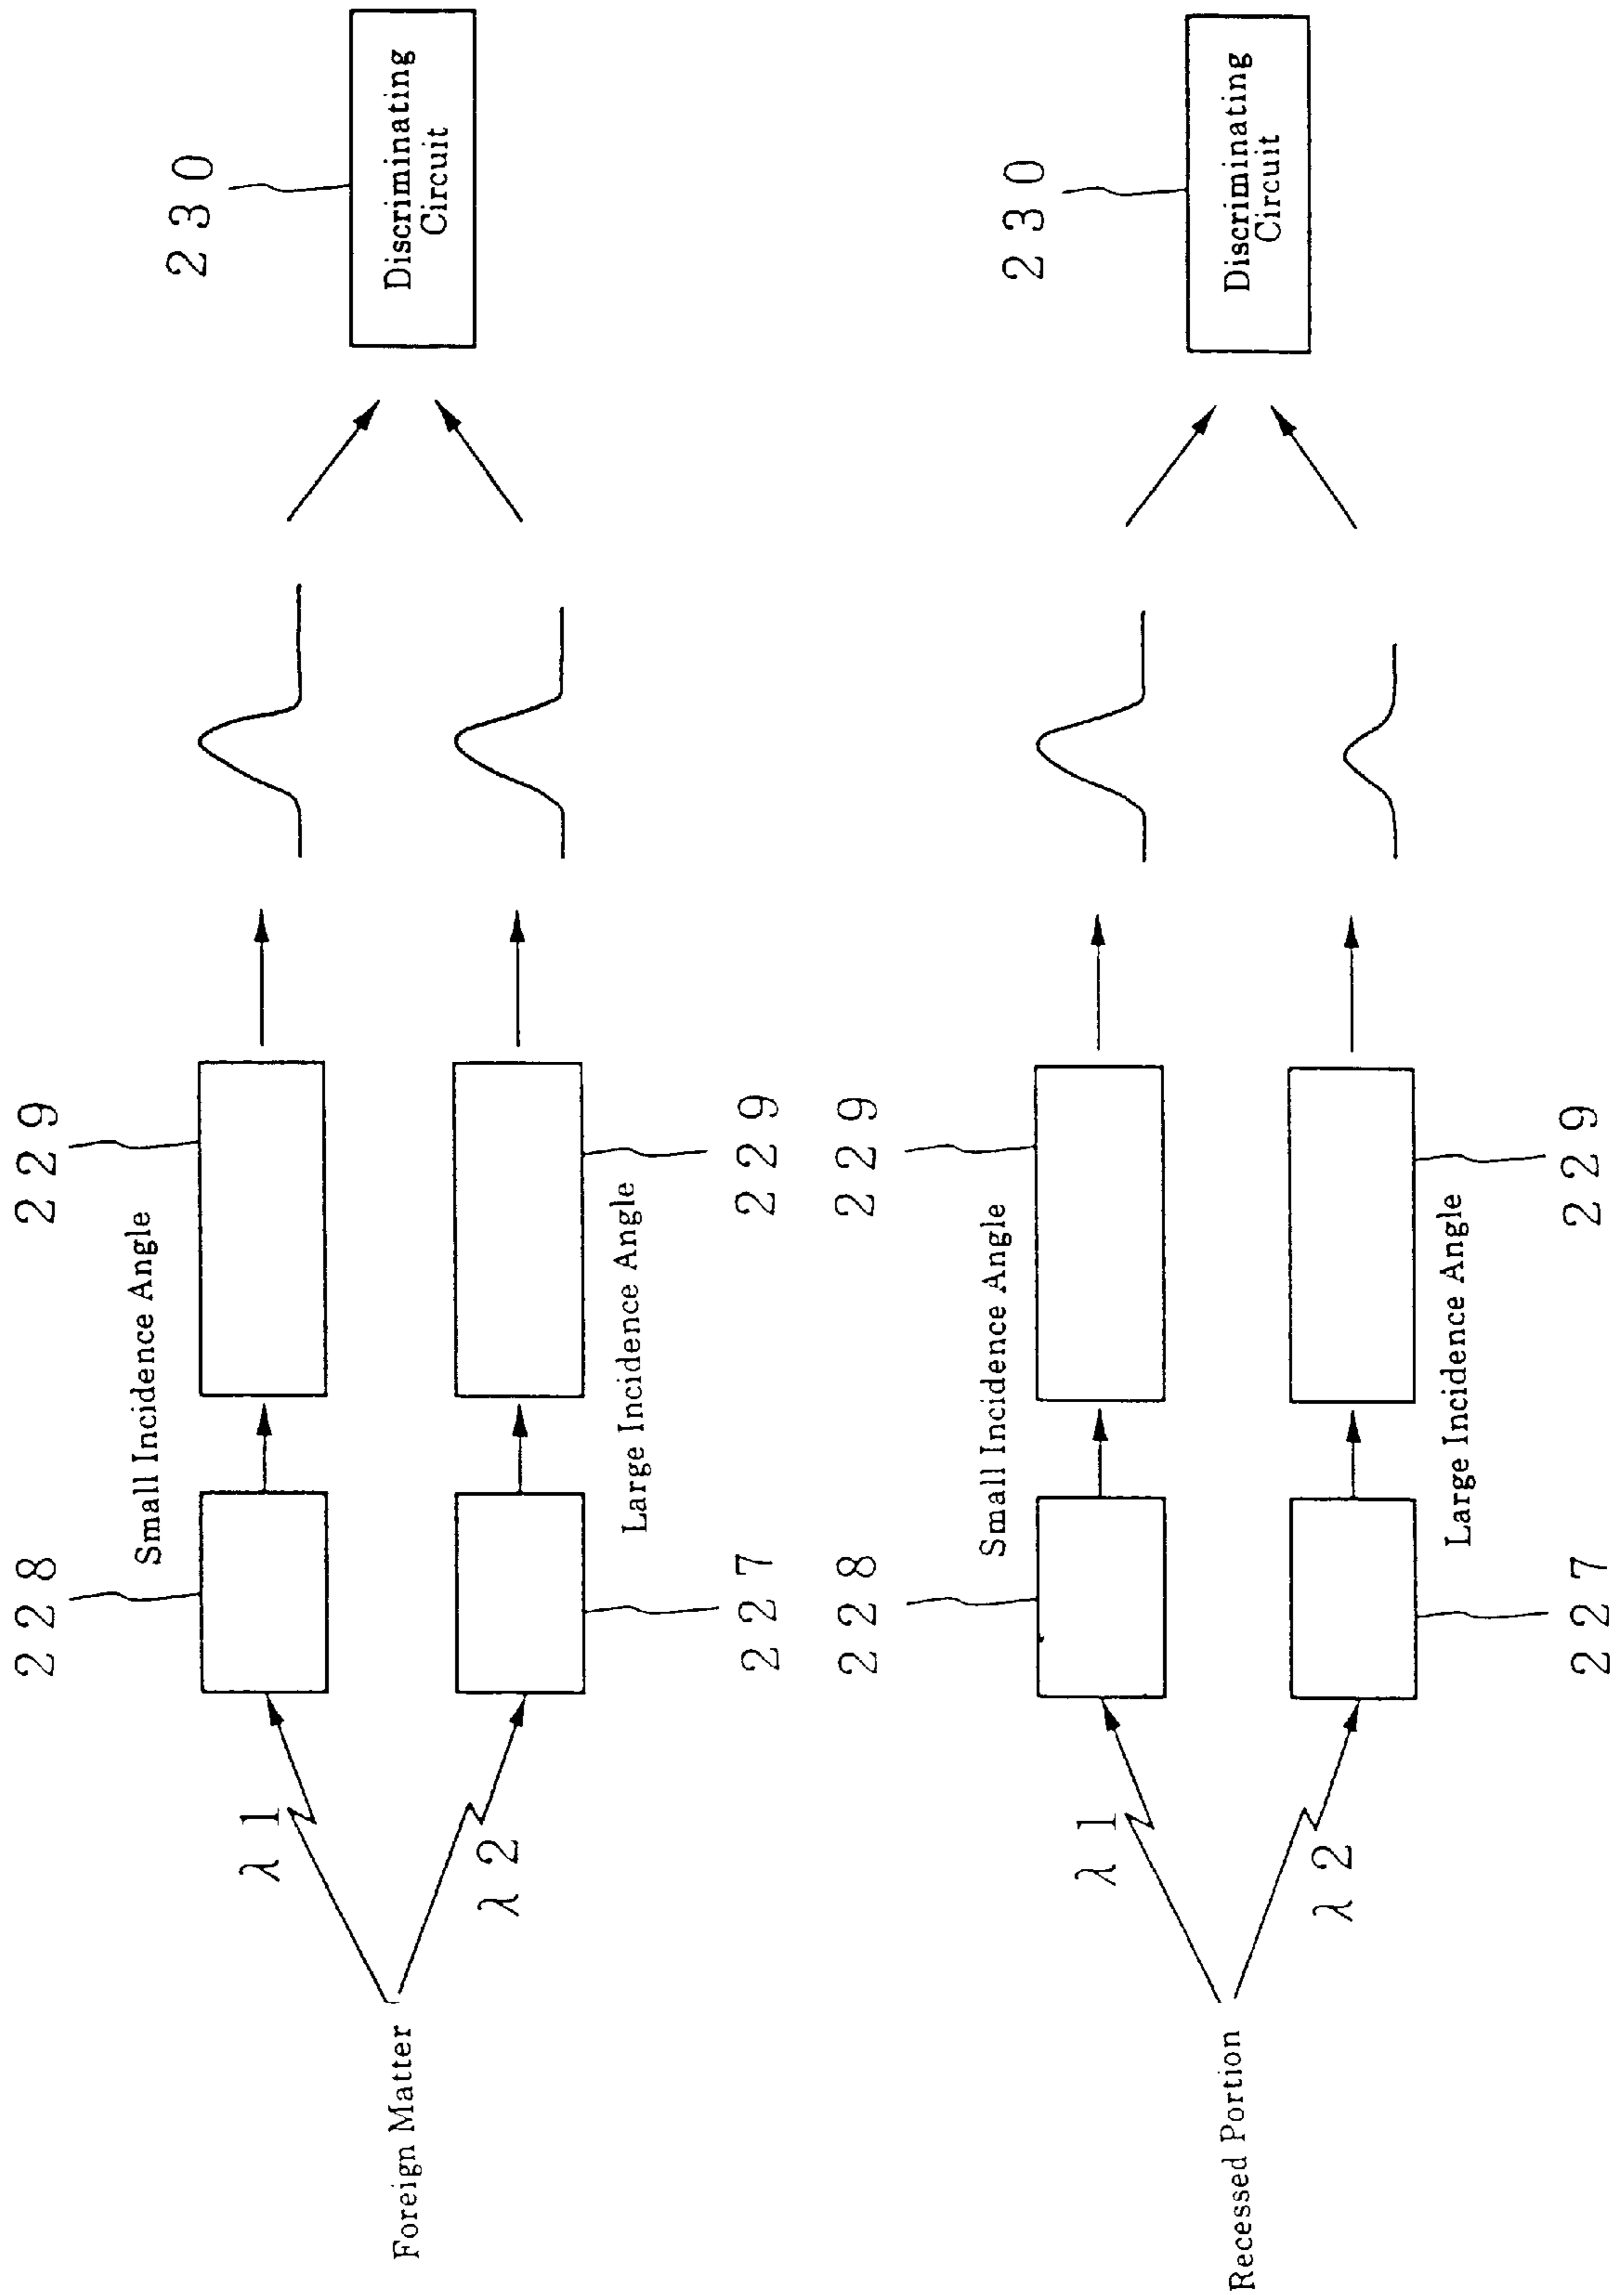 Foreign Matter
λ1
λ2
228
227
Small Incidence Angle
Large Incidence Angle
229
229
230
Discriminating
Circuit
Recessed Portion
λ1
λ2
228
227
Small Incidence Angle
Large Incidence Angle
229
229
230
Discriminating
Circuit